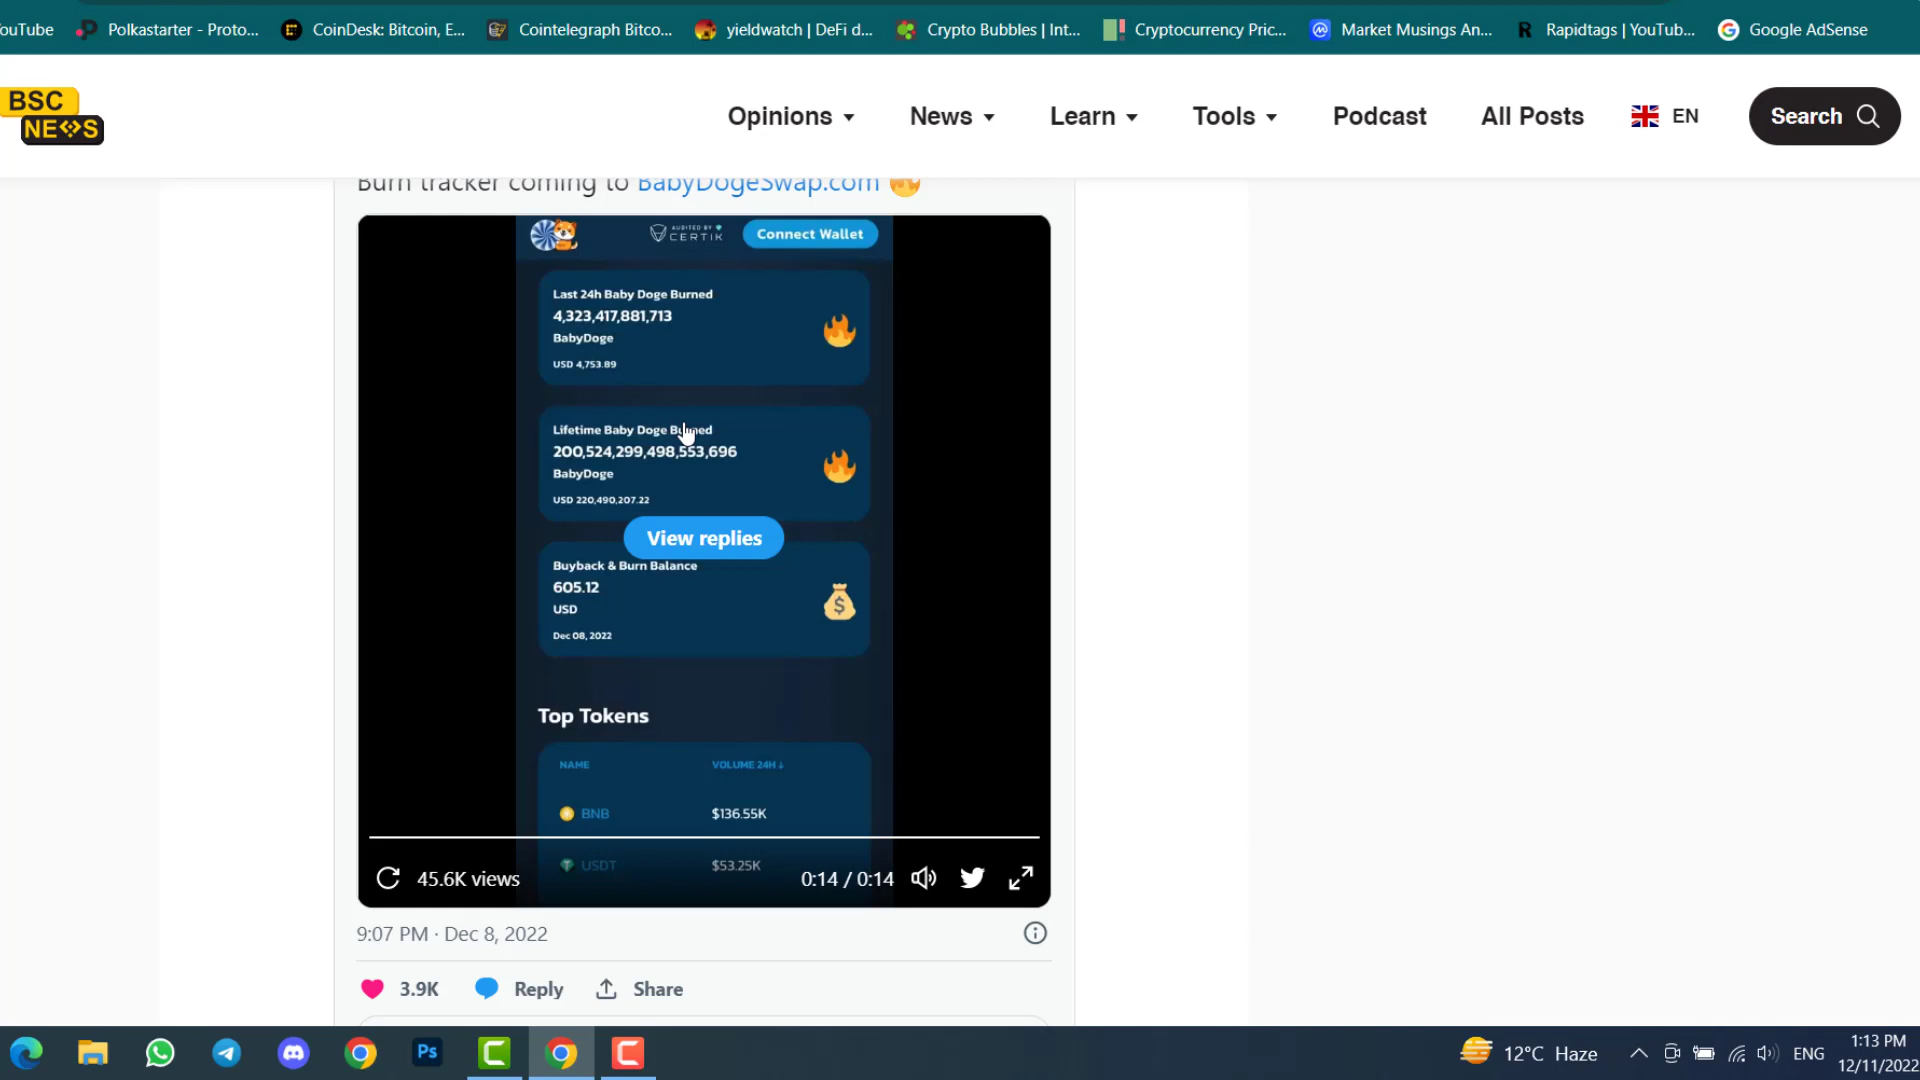 ouTube Polkastarter - Proto... CoinDesk: Bitcoin, E... Cointelegraph Bitco... yieldwatch | DeFi d... Crypto Bubbles | Int... Cryptocurrency Pric... Market Musings An... Rapidtags | YouTub... Google AdSense
BSC
NEWS
Opinions News Learn Tools Podcast All Posts EN Search
Burn tracker coming to BabyDogeSwap.com
AUDITED BY
CERTIK
Connect Wallet
Last 24h Baby Doge Burned
4,323,417,881,713
BabyDoge
USD 4,753.89
Lifetime Baby Doge Burned
200,524,299,498,553,696
BabyDoge
USD 220,490,207.22
View replies
Buyback & Burn Balance
605.12
USD
Dec 08, 2022
Top Tokens
NAME VOLUME 24H ↓
BNB $136.55K
USDT $53.25K
45.6K views 0:14 / 0:14
9:07 PM · Dec 8, 2022
3.9K Reply Share
Ps
12°C Haze ENG
1:13 PM
12/11/2022